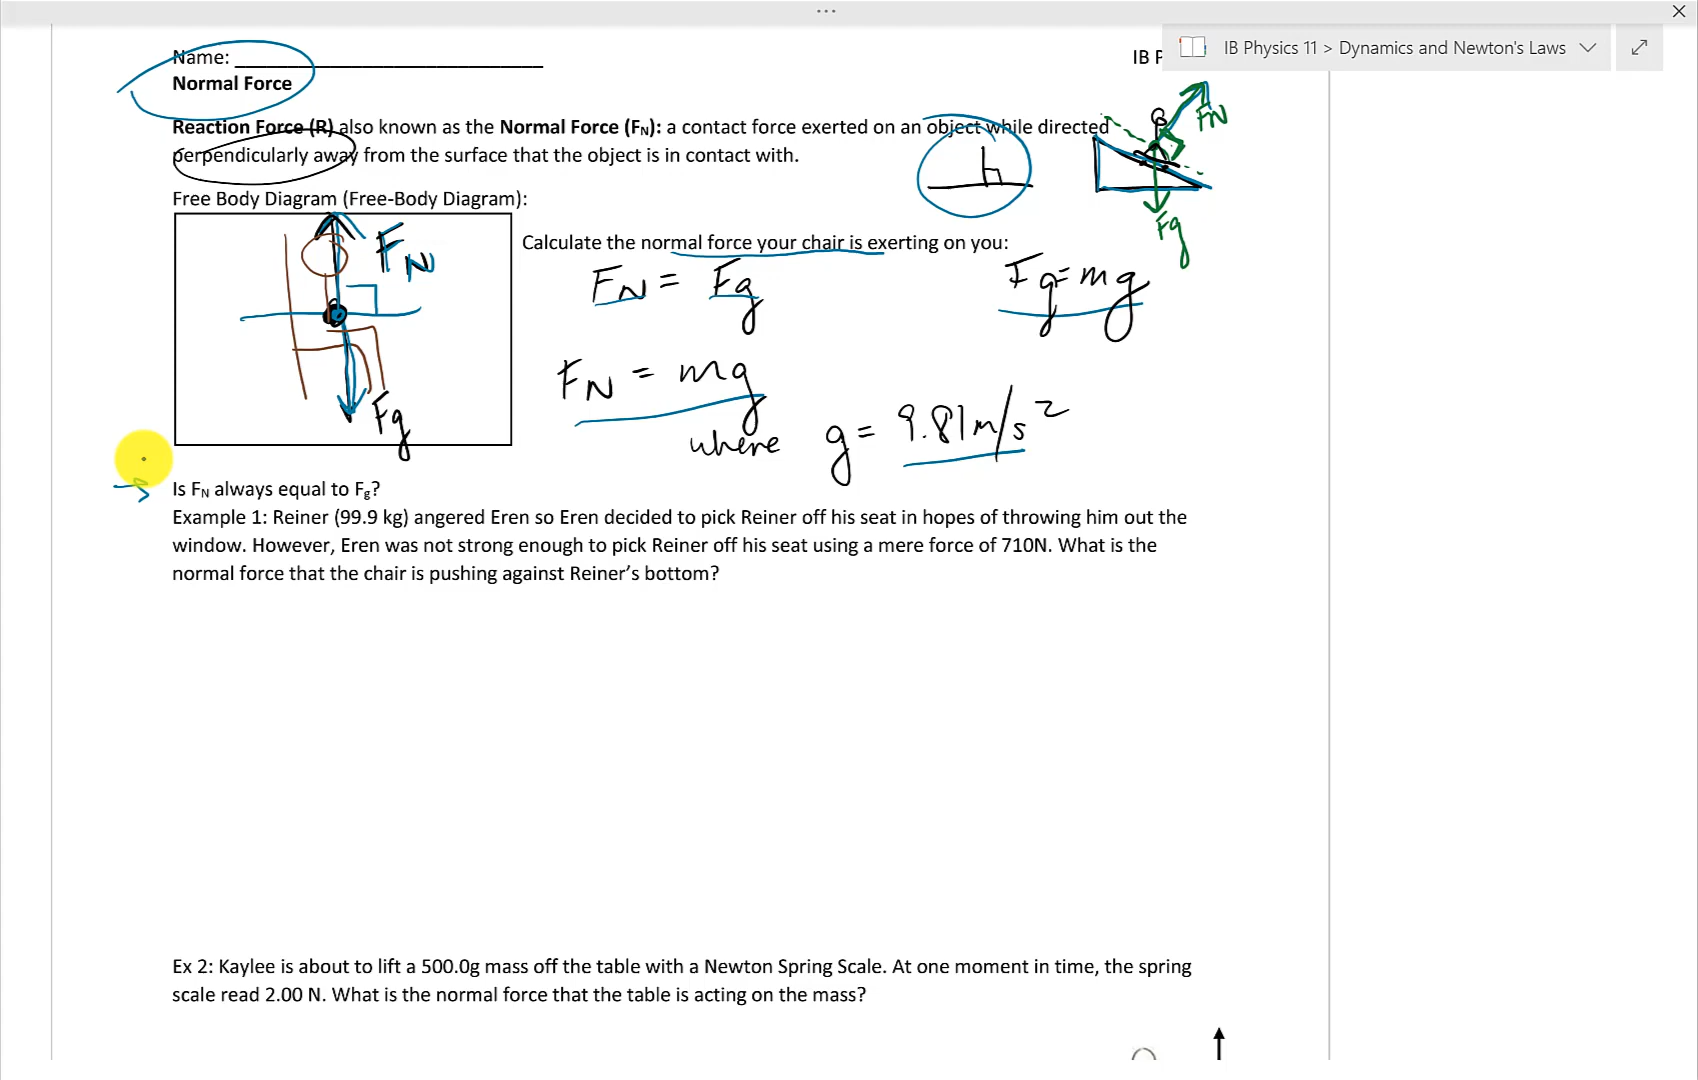 IB Physics 11 > Dynamics and Newton's Laws
Name: ____________________________
IB P
Normal Force
Reaction Force (R) also known as the Normal Force (FN): a contact force exerted on an object while directed
perpendicularly away from the surface that the object is in contact with.
FN
Fg
Free Body Diagram (Free-Body Diagram):
FN
Fg
Calculate the normal force your chair is exerting on you:
FN = Fg
Fg = mg
FN = mg
where g = 9.81 m/s²
Is FN always equal to Fg?
Example 1: Reiner (99.9 kg) angered Eren so Eren decided to pick Reiner off his seat in hopes of throwing him out the
window. However, Eren was not strong enough to pick Reiner off his seat using a mere force of 710N. What is the
normal force that the chair is pushing against Reiner’s bottom?
Ex 2: Kaylee is about to lift a 500.0g mass off the table with a Newton Spring Scale. At one moment in time, the spring
scale read 2.00 N. What is the normal force that the table is acting on the mass?